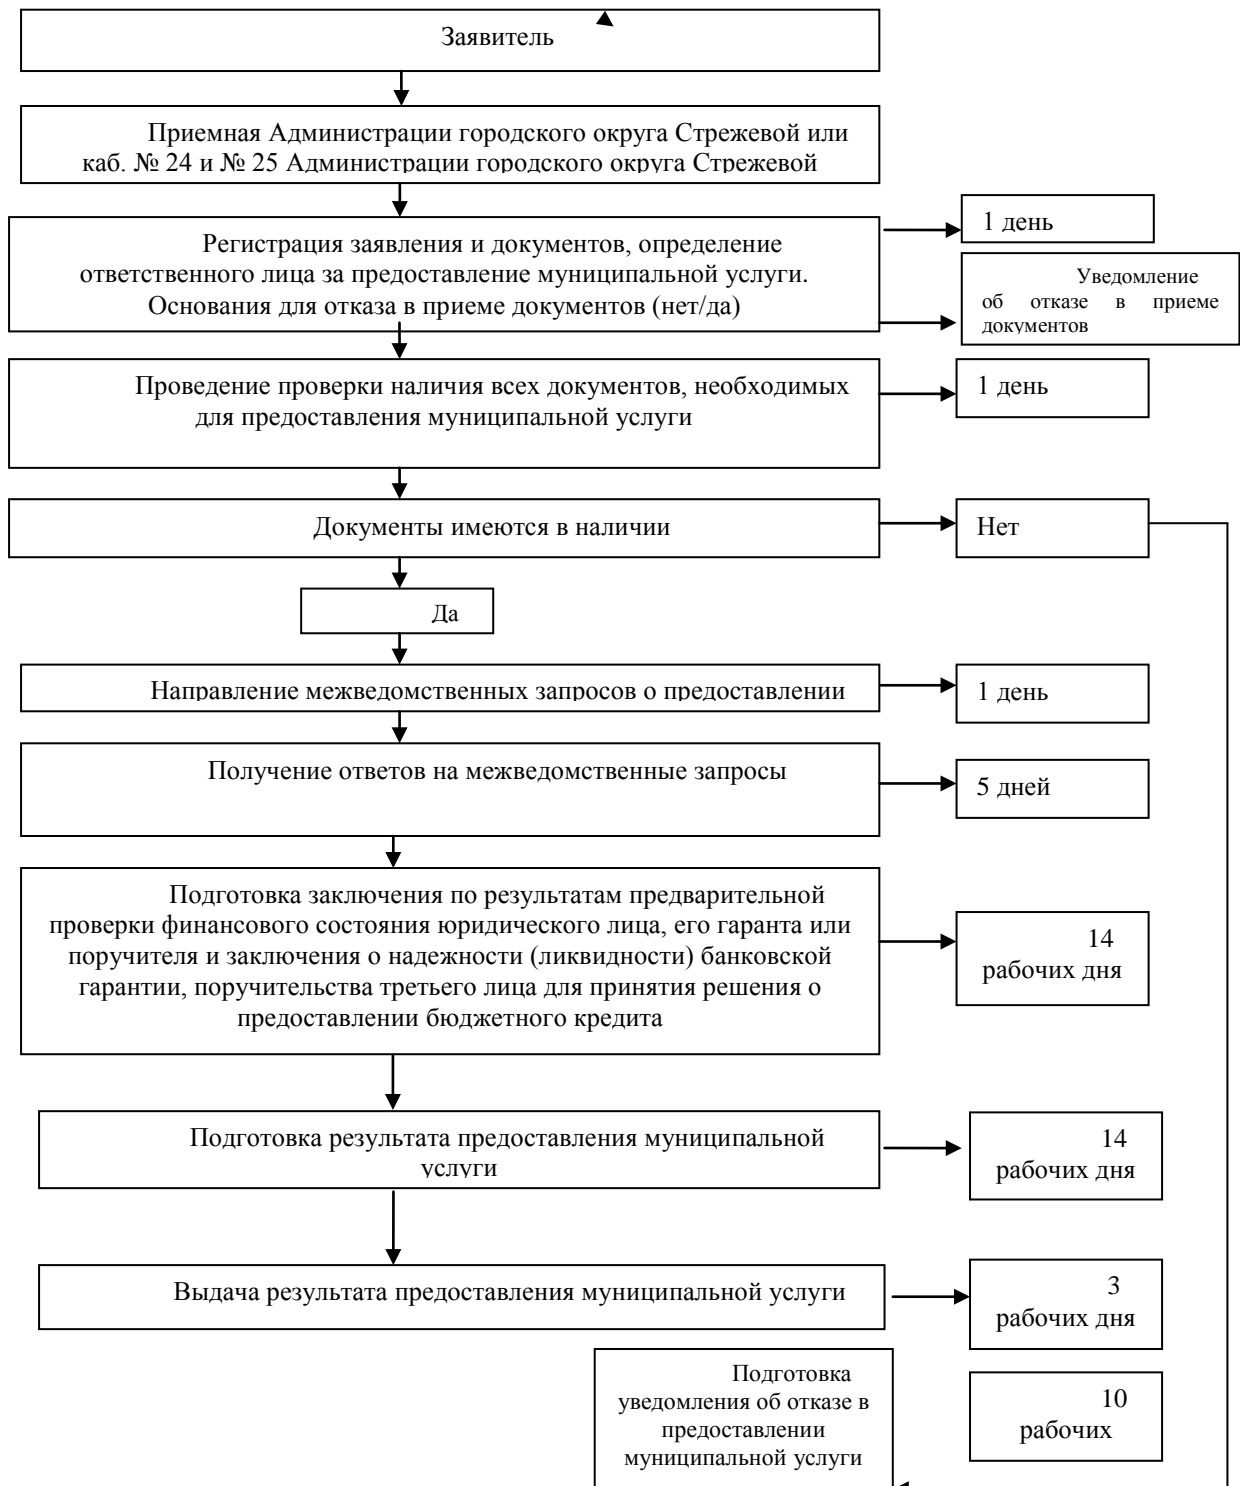 Заявитель
Приемная Администрации городского округа Стрежевой или
каб. № 24 и № 25 Администрации городского округа Стрежевой
Регистрация заявления и документов, определение
ответственного лица за предоставление муниципальной услуги.
Основания для отказа в приеме документов (нет/да)
1 день
Уведомление
об отказе в приеме
документов
Проведение проверки наличия всех документов, необходимых
для предоставления муниципальной услуги
1 день
Документы имеются в наличии
Нет
Да
Направление межведомственных запросов о предоставлении
1 день
Получение ответов на межведомственные запросы
5 дней
Подготовка заключения по результатам предварительной
проверки финансового состояния юридического лица, его гаранта или
поручителя и заключения о надежности (ликвидности) банковской
гарантии, поручительства третьего лица для принятия решения о
предоставлении бюджетного кредита
14
рабочих дня
Подготовка результата предоставления муниципальной
услуги
14
рабочих дня
Выдача результата предоставления муниципальной услуги
3
рабочих дня
Подготовка
уведомления об отказе в
предоставлении
муниципальной услуги
10
рабочих